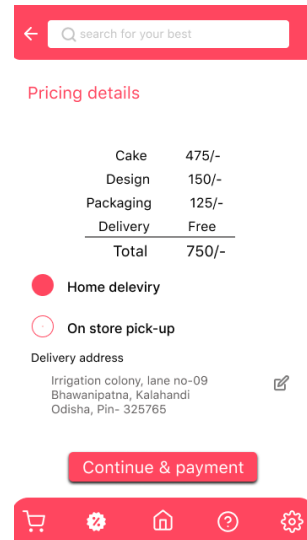 search for your best
Pricing details
Cake 475/-
Design 150/-
Packaging 125/-
Delivery Free
Total 750/-
Home deleviry
On store pick-up
Delivery address
Irrigation colony, lane no-09
Bhawanipatna, Kalahandi
Odisha, Pin- 325765
Continue & payment